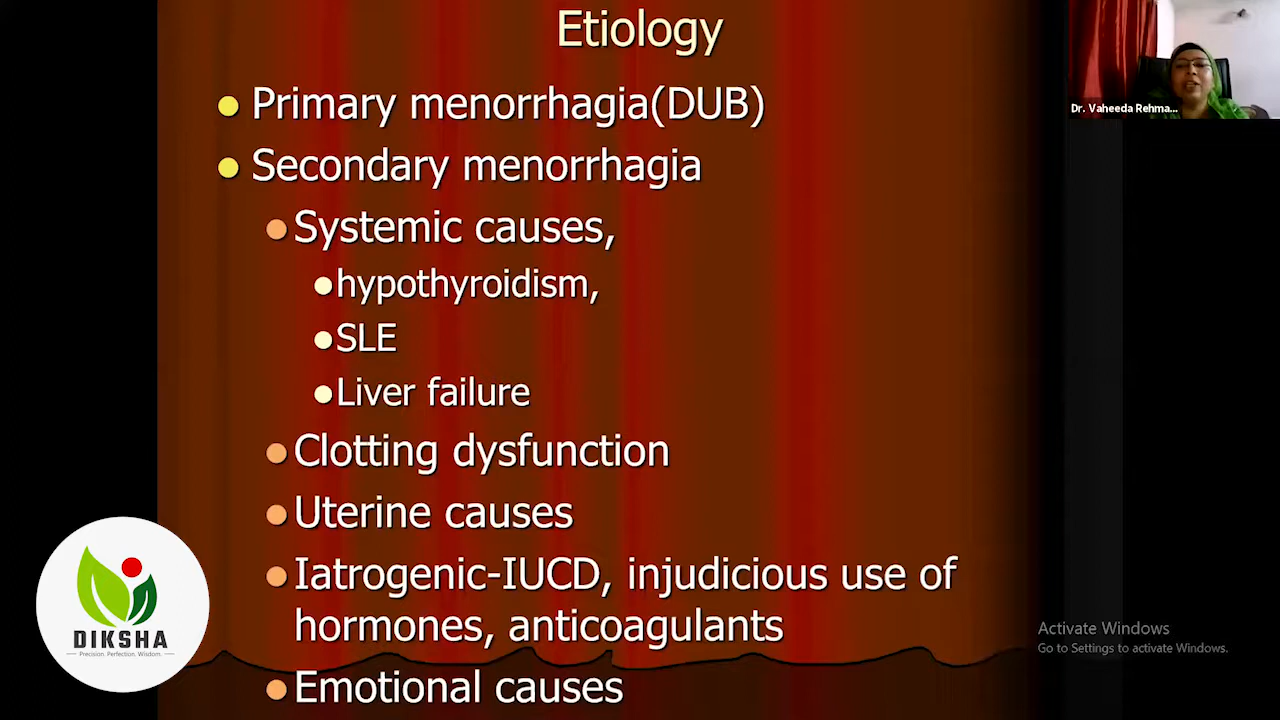 Etiology
Primary menorrhagia(DUB)
Secondary menorrhagia
Systemic causes,
hypothyroidism,
SLE
Liver failure
Clotting dysfunction
Uterine causes
Iatrogenic-IUCD, injudicious use of
hormones, anticoagulants
Emotional causes
Dr. Vaheeda Rehma...
DIKSHA
Precision. Perfection. Wisdom.
Activate Windows
Go to Settings to activate Windows.